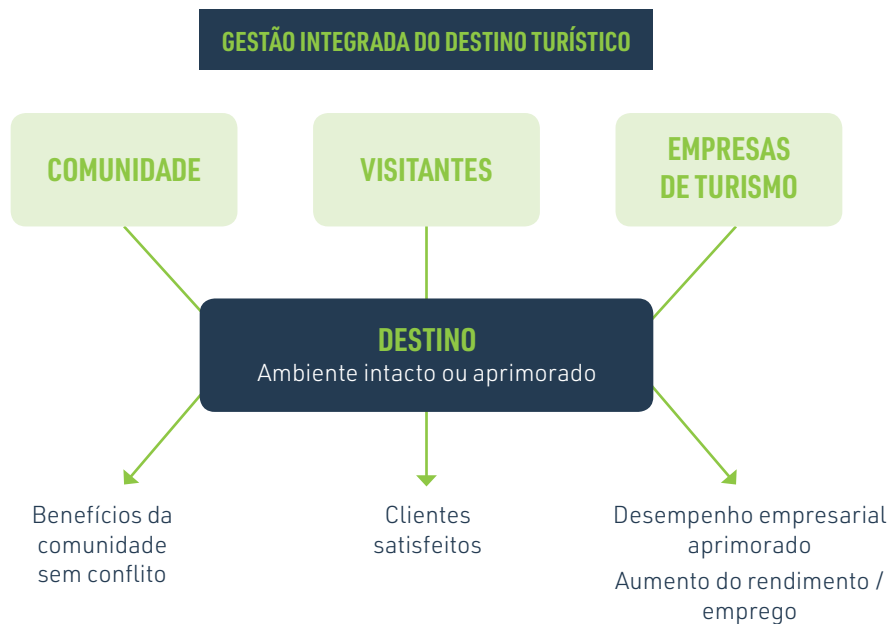 GESTÃO INTEGRADA DO DESTINO TURÍSTICO
COMUNIDADE
VISITANTES
EMPRESAS
DE TURISMO
DESTINO
Ambiente intacto ou aprimorado
Benefícios da
comunidade
sem conflito
Clientes
satisfeitos
Desempenho empresarial
aprimorado
Aumento do rendimento /
emprego